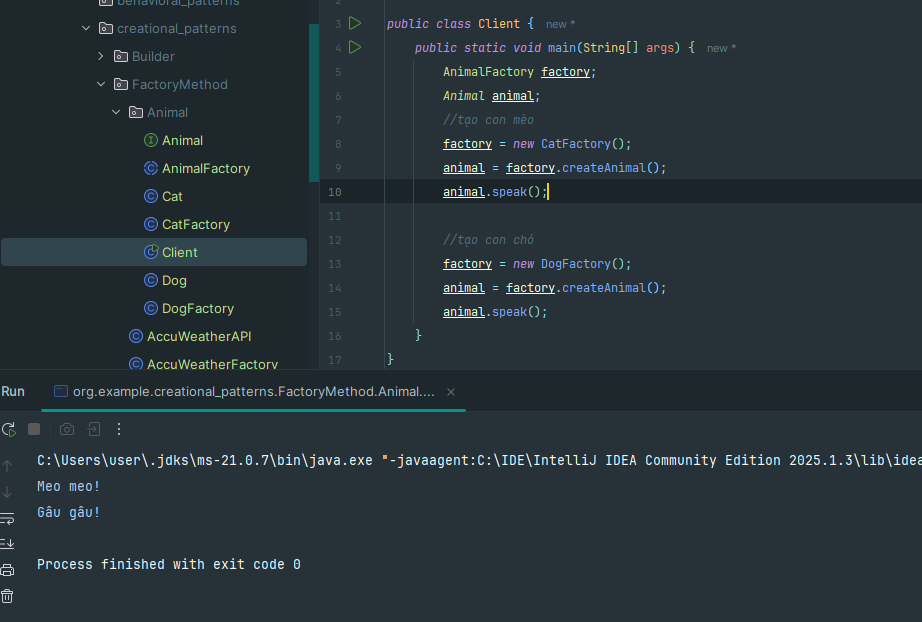 behavioral_patterns
creational_patterns
Builder
FactoryMethod
Animal
Animal
AnimalFactory
Cat
CatFactory
Client
Dog
DogFactory
AccuWeatherAPI
AccuWeatherFactory
2
3 public class Client { new *
4 public static void main(String[] args) { new *
5 AnimalFactory factory;
6 Animal animal;
7 //tạo con mèo
8 factory = new CatFactory();
9 animal = factory.createAnimal();
10 animal.speak();
11
12 //tạo con chó
13 factory = new DogFactory();
14 animal = factory.createAnimal();
15 animal.speak();
16 }
17 }
Run org.example.creational_patterns.FactoryMethod.Animal....
C:\Users\user\.jdks\ms-21.0.7\bin\java.exe "-javaagent:C:\IDE\IntelliJ IDEA Community Edition 2025.1.3\lib\idea
Meo meo!
Gâu gâu!
Process finished with exit code 0